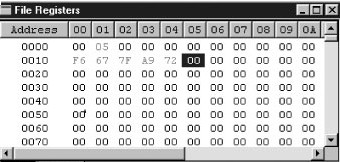 File Registers
Address 00 01 02 03 04 05 06 07 08 09 0A
0000 00 05 00 00 00 00 00 00 00 00 00
0010 F6 67 7F A9 72 00 00 00 00 00 00
0020 00 00 00 00 00 00 00 00 00 00 00
0030 00 00 00 00 00 00 00 00 00 00 00
0040 00 00 00 00 00 00 00 00 00 00 00
0050 00 00 00 00 00 00 00 00 00 00 00
0060 00 00 00 00 00 00 00 00 00 00 00
0070 00 00 00 00 00 00 00 00 00 00 00